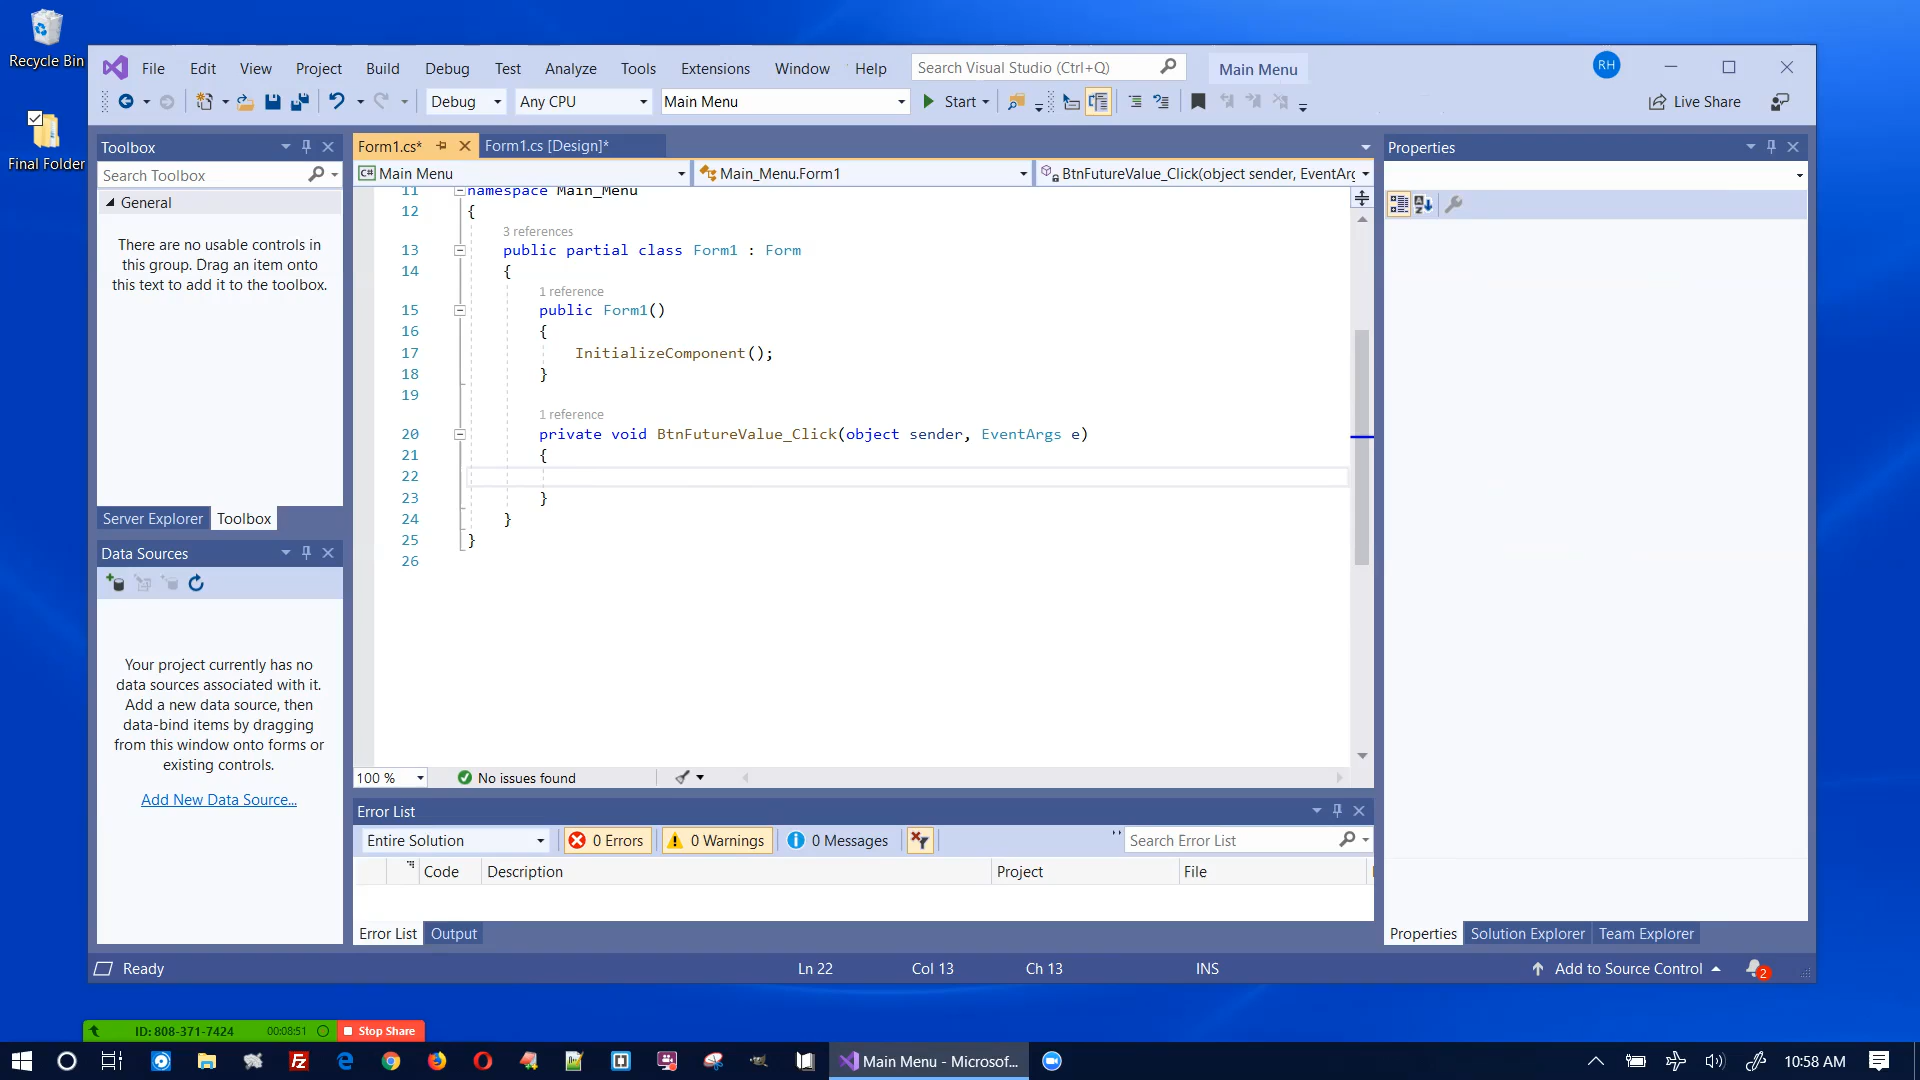 Recycle Bin
Final Folder
File Edit View Project Build Debug Test Analyze Tools Extensions Window Help
Search Visual Studio (Ctrl+Q)
Main Menu
RH
Debug
Any CPU
Main Menu
Start
Live Share
Toolbox
Search Toolbox
General
There are no usable controls in
this group. Drag an item onto
this text to add it to the toolbox.
Server Explorer Toolbox
Data Sources
Your project currently has no
data sources associated with it.
Add a new data source, then
data-bind items by dragging
from this window onto forms or
existing controls.
Add New Data Source...
Form1.cs*
Form1.cs [Design]*
C# Main Menu
Main_Menu.Form1
BtnFutureValue_Click(object sender, EventArg
11 namespace Main_Menu
12 {
3 references
13 public partial class Form1 : Form
14 {
1 reference
15 public Form1()
16 {
17 InitializeComponent();
18 }
19
1 reference
20 private void BtnFutureValue_Click(object sender, EventArgs e)
21 {
22
23 }
24 }
25 }
26
100 %
No issues found
Error List
Entire Solution
0 Errors
0 Warnings
0 Messages
Search Error List
Code Description Project File
Error List Output
Properties
Properties Solution Explorer Team Explorer
Ready
Ln 22
Col 13
Ch 13
INS
Add to Source Control
2
ID: 808-371-7424
00:08:51
Stop Share
Main Menu - Microsof...
10:58 AM